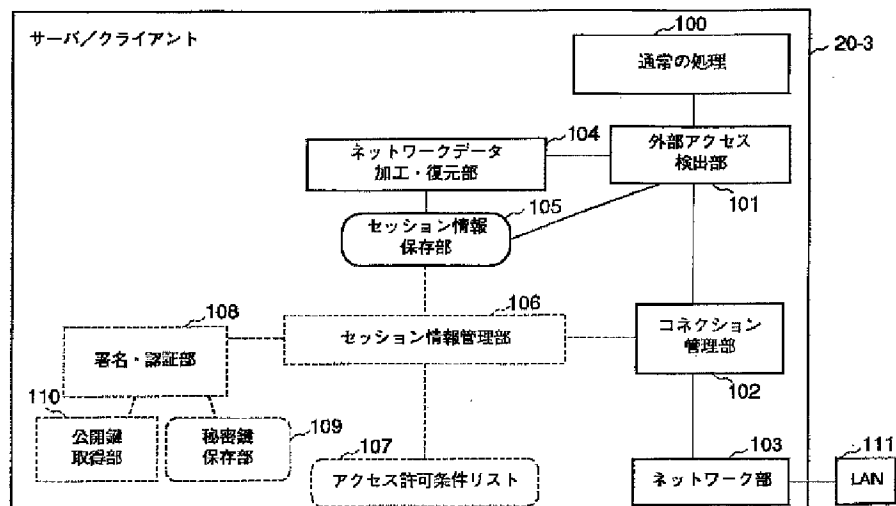 サーバ/クライアント
100
通常の処理
20-3
104
ネットワークデータ
加工・復元部
外部アクセス
検出部
101
105
セッション情報
保存部
106
セッション情報管理部
108
署名・認証部
コネクション
管理部
102
110
公開鍵
取得部
秘密鍵
保存部
109
107
アクセス許可条件リスト
103
ネットワーク部
111
LAN